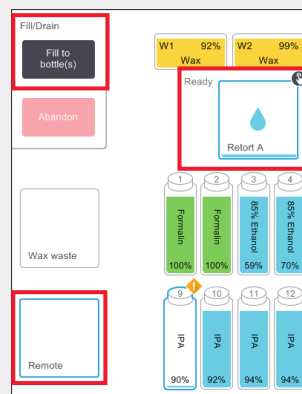 Fill/Drain
Fill to
bottle(s)
Abandon
Wax waste
Remote
W1 92%
Wax
W2 99%
Wax
Ready
Retort A
1
Formalin
100%
2
Formalin
100%
3
85% Ethanol
59%
4
85% Ethanol
70%
9
IPA
90%
10
IPA
92%
11
IPA
94%
12
IPA
94%